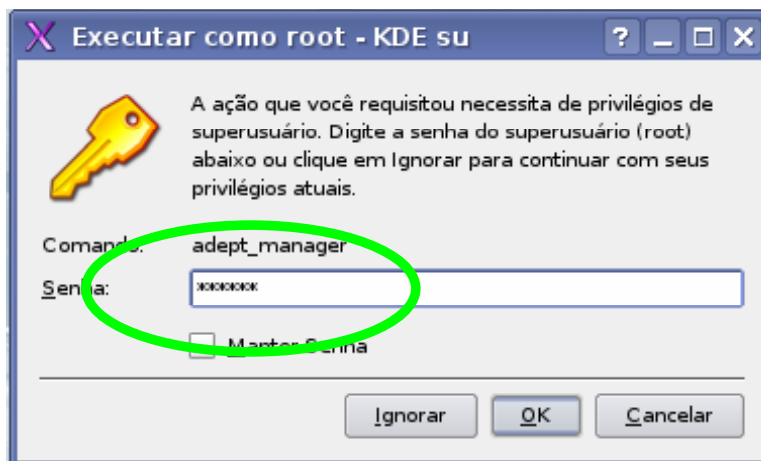 Executar como root - KDE su
A ação que você requisitou necessita de privilégios de
superusuário. Digite a senha do superusuário (root)
abaixo ou clique em Ignorar para continuar com seus
privilégios atuais.
Comando: adept_manager
Senha: *******
Manter Senha
Ignorar OK Cancelar